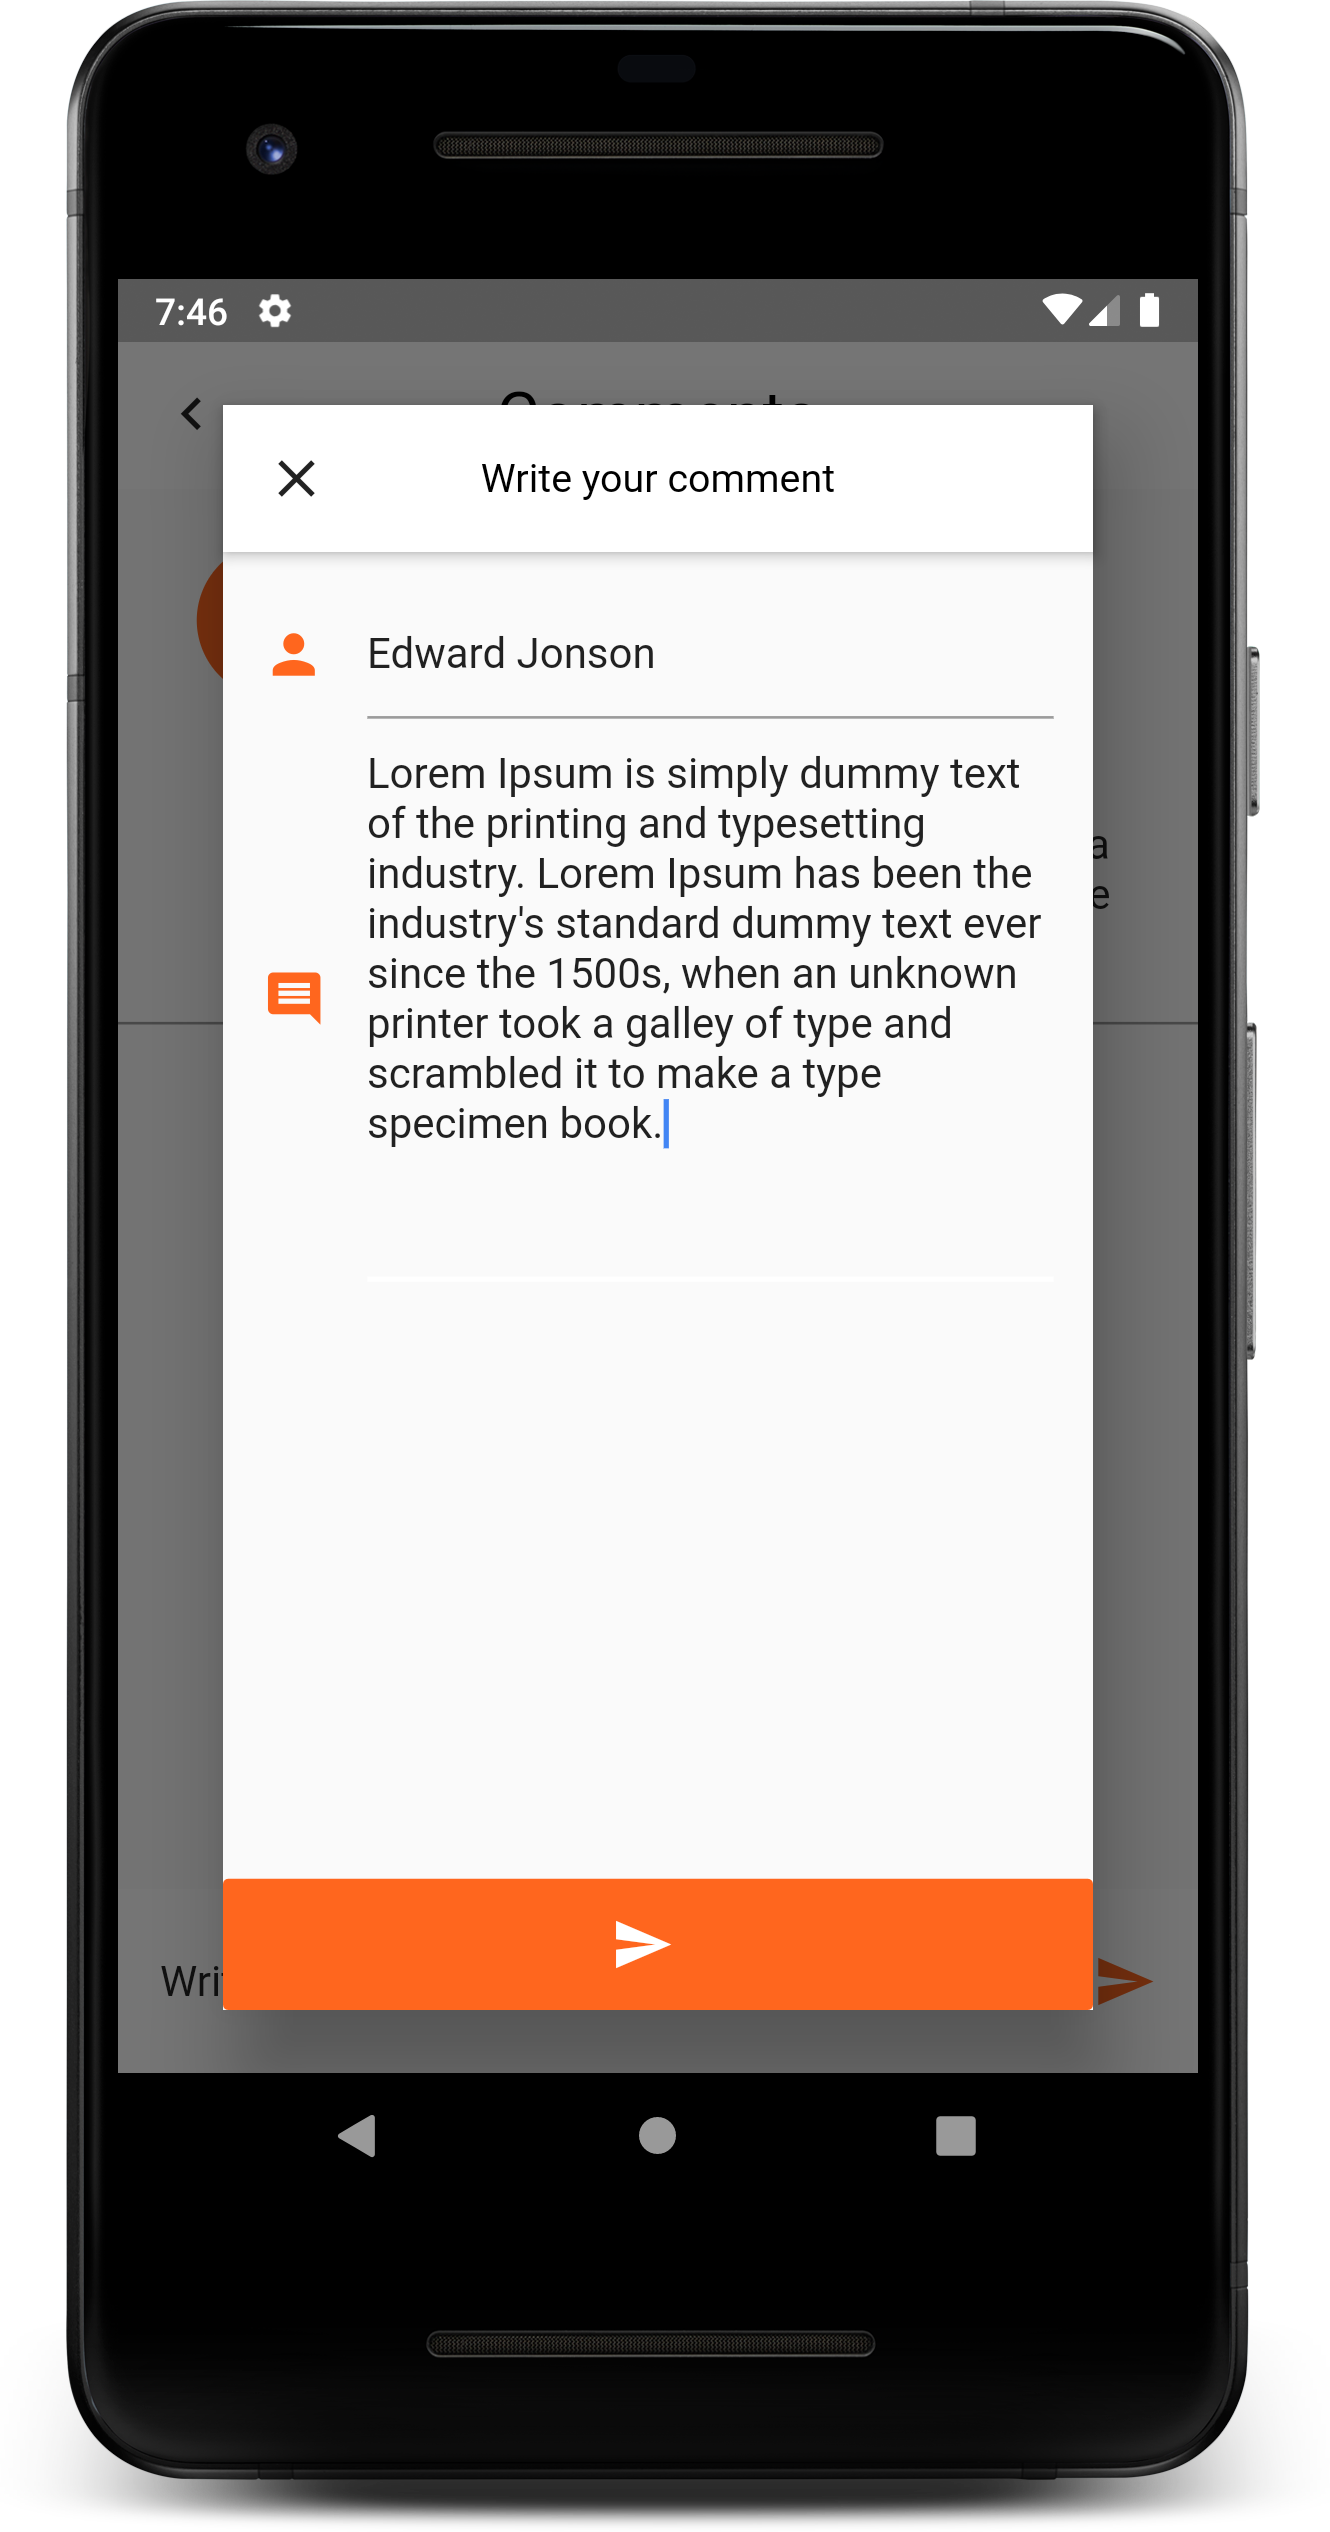 7:46
Write your comment
Edward Jonson
Lorem Ipsum is simply dummy text
of the printing and typesetting
industry. Lorem Ipsum has been the
industry's standard dummy text ever
since the 1500s, when an unknown
printer took a galley of type and
scrambled it to make a type
specimen book.